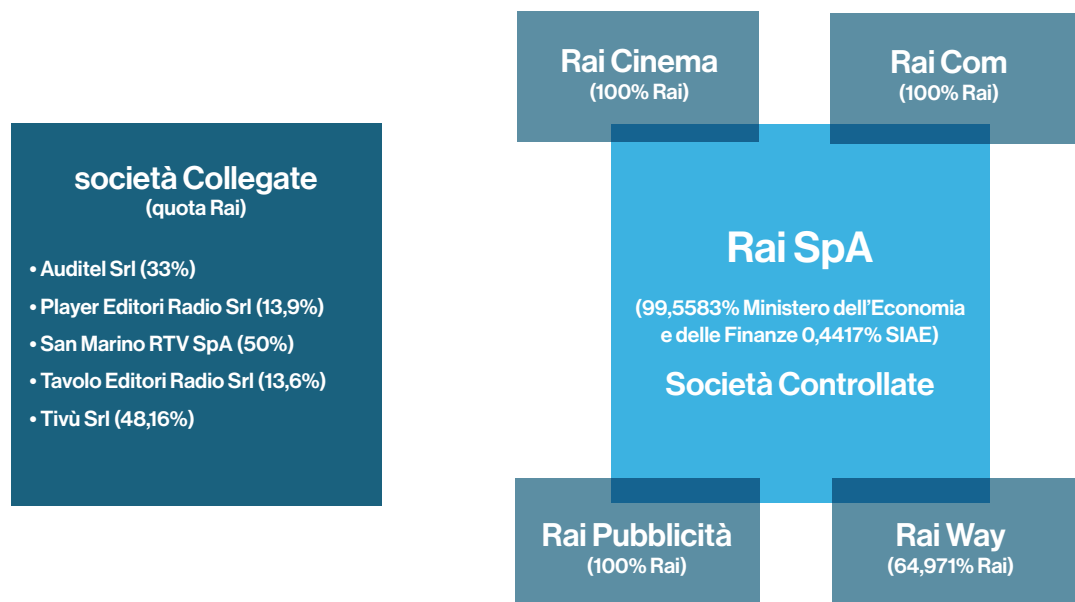 società Collegate
(quota Rai)
• Auditel Srl (33%)
• Player Editori Radio Srl (13,9%)
• San Marino RTV SpA (50%)
• Tavolo Editori Radio Srl (13,6%)
• Tivù Srl (48,16%)
Rai Cinema
(100% Rai)
Rai Com
(100% Rai)
Rai SpA
(99,5583% Ministero dell’Economia
e delle Finanze 0,4417% SIAE)
Società Controllate
Rai Pubblicità
(100% Rai)
Rai Way
(64,971% Rai)